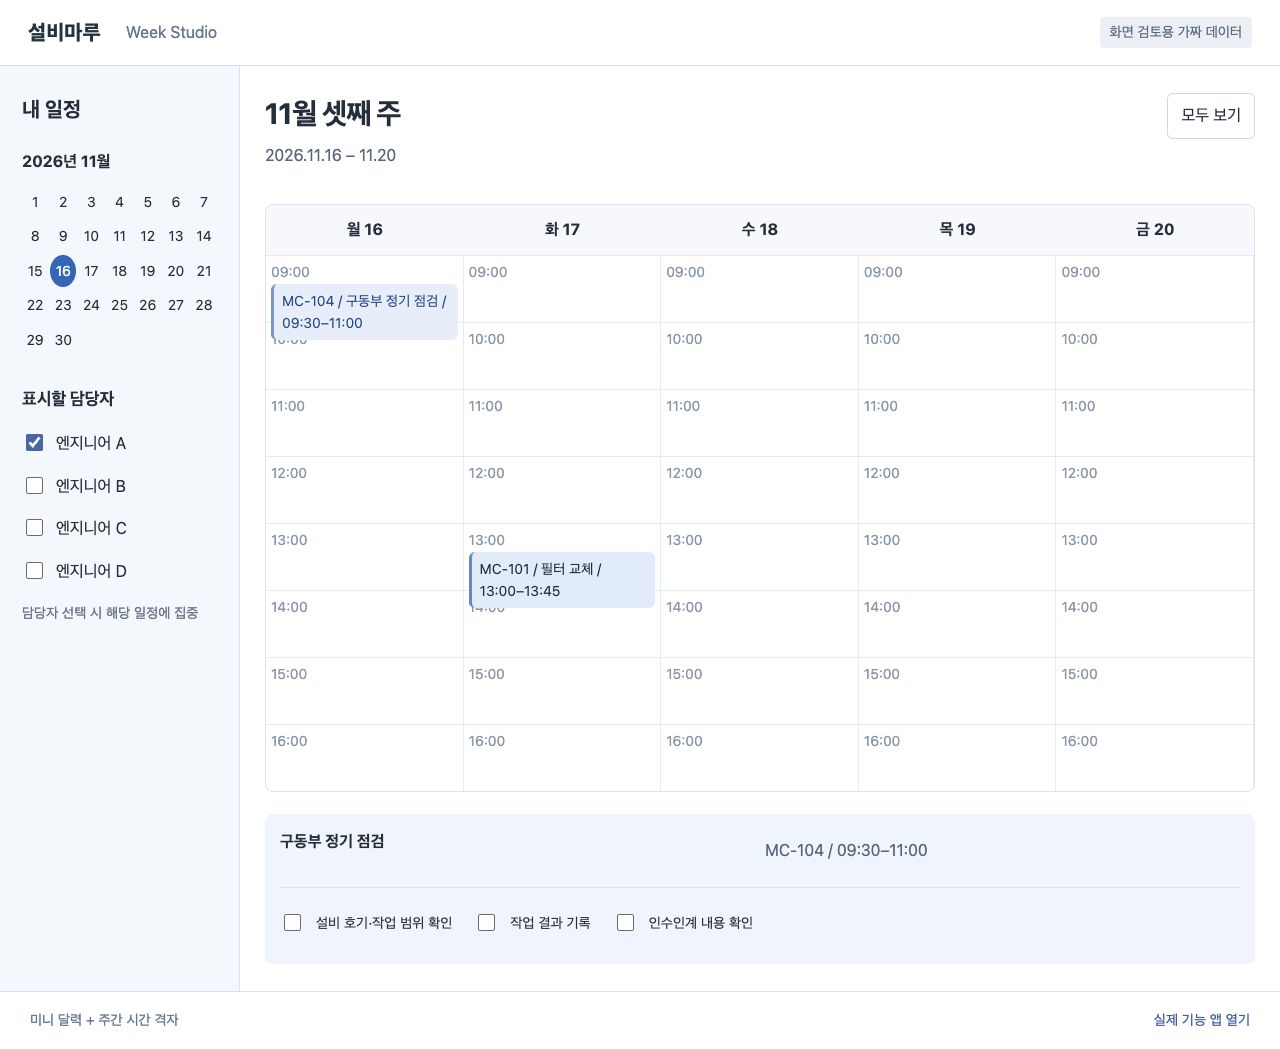 설비마루 Week Studio 화면 검토용 가짜 데이터
내 일정
2026년 11월
1 2 3 4 5 6 7
8 9 10 11 12 13 14
15 16 17 18 19 20 21
22 23 24 25 26 27 28
29 30
표시할 담당자
엔지니어 A
엔지니어 B
엔지니어 C
엔지니어 D
담당자 선택 시 해당 일정에 집중
11월 셋째 주
모두 보기
2026.11.16 – 11.20
월 16 화 17 수 18 목 19 금 20
09:00 09:00 09:00 09:00 09:00
MC-104 / 구동부 정기 점검 /
09:30–11:00
10:00 10:00 10:00 10:00 10:00
11:00 11:00 11:00 11:00 11:00
12:00 12:00 12:00 12:00 12:00
13:00 13:00 13:00 13:00 13:00
MC-101 / 필터 교체 /
13:00–13:45
14:00 14:00 14:00 14:00 14:00
15:00 15:00 15:00 15:00 15:00
16:00 16:00 16:00 16:00 16:00
구동부 정기 점검
MC-104 / 09:30–11:00
설비 호기·작업 범위 확인 작업 결과 기록 인수인계 내용 확인
미니 달력 + 주간 시간 격자 실제 기능 앱 열기